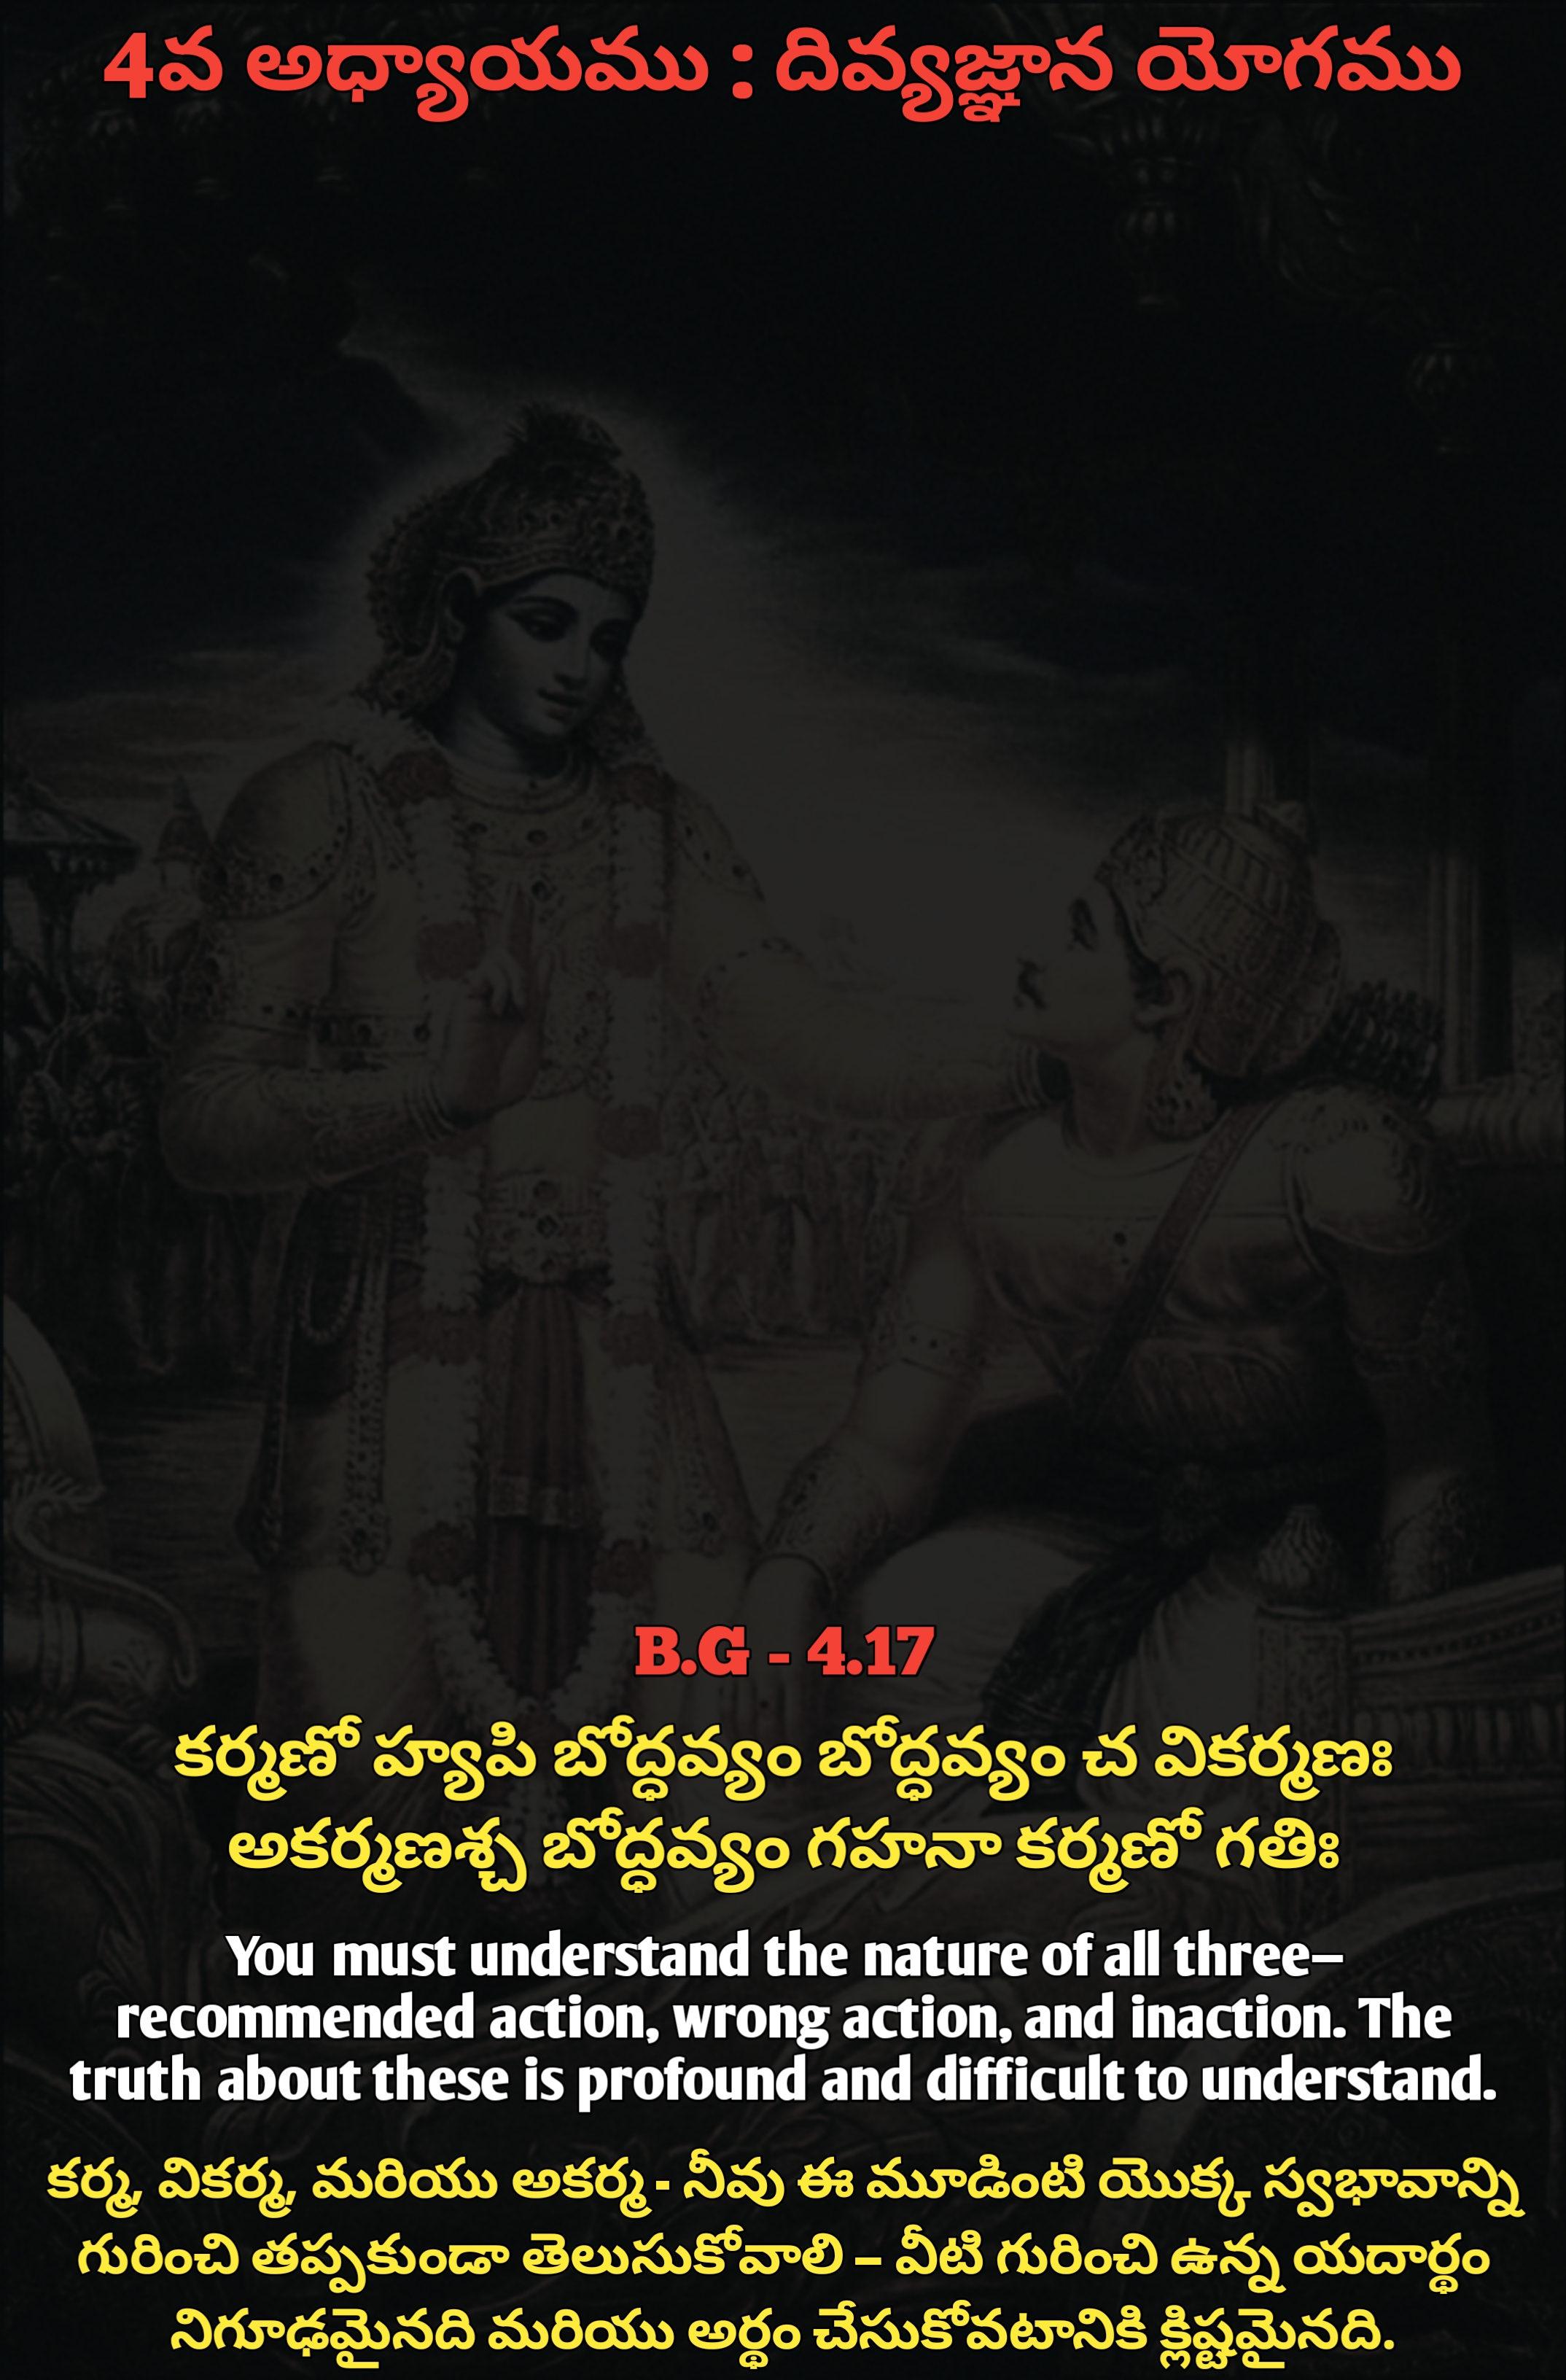 4వ అధ్యాయము : దివ్యజ్ఞాన యోగము
B.G - 4.17
కర్మణో హ్యపి బోద్ధవ్యం బోద్ధవ్యం చ వికర్మణః
అకర్మణశ్చ బోద్ధవ్యం గహనా కర్మణో గతిః
You must understand the nature of all three—
recommended action, wrong action, and inaction. The
truth about these is profound and difficult to understand.
కర్మ, వికర్మ, మరియు అకర్మ - నీవు ఈ మూడింటి యొక్క స్వభావాన్ని
గురించి తప్పకుండా తెలుసుకోవాలి – వీటి గురించి ఉన్న యదార్థం
నిగూఢమైనది మరియు అర్థం చేసుకోవటానికి క్లిష్టమైనది.